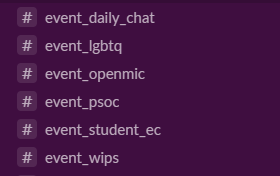 # event_daily_chat
# event_lgbtq
# event_openmic
# event_psoc
# event_student_ec
# event_wips